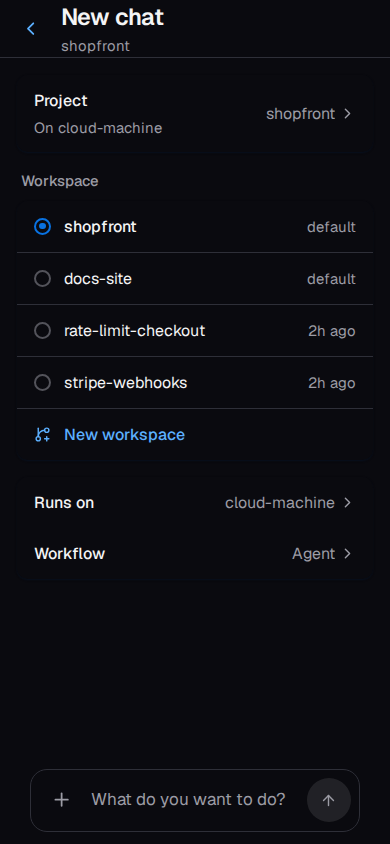 New chat
shopfront
Project
On cloud-machine
shopfront
Workspace
shopfront
default
docs-site
default
rate-limit-checkout
2h ago
stripe-webhooks
2h ago
New workspace
Runs on
cloud-machine
Workflow
Agent
What do you want to do?